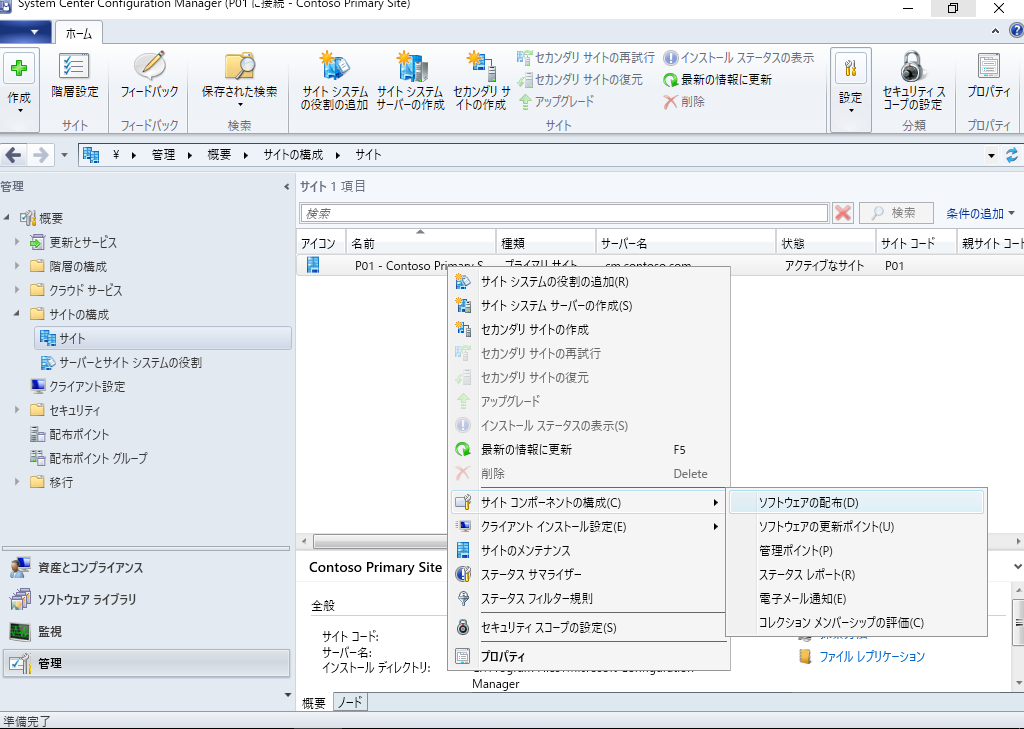 System Center Configuration Manager (P01 に接続 - Contoso Primary Site)
ホーム
作成
階層設定
フィードバック
保存された検索
サイト システム
の役割の追加
サイト システム
サーバーの作成
セカンダリ サ
イトの作成
セカンダリ サイトの再試行
セカンダリ サイトの復元
アップグレード
インストール ステータスの表示
最新の情報に更新
削除
設定
セキュリティ ス
コープの設定
プロパティ
サイト
フィードバック
検索
サイト
分類
プロパティ
¥ 管理 概要 サイトの構成 サイト
管理
概要
更新とサービス
階層の構成
クラウド サービス
サイトの構成
サイト
サーバーとサイト システムの役割
クライアント設定
セキュリティ
配布ポイント
配布ポイント グループ
移行
資産とコンプライアンス
ソフトウェア ライブラリ
監視
管理
サイト 1 項目
検索
検索
条件の追加
アイコン 名前 種類 サーバー名 状態 サイト コード 親サイト コード
P01 - Contoso Primary S プライマリ サイト cm.contoso.com アクティブなサイト P01
サイト システムの役割の追加(R)
サイト システム サーバーの作成(S)
セカンダリ サイトの作成
セカンダリ サイトの再試行
セカンダリ サイトの復元
アップグレード
インストール ステータスの表示(S)
最新の情報に更新 F5
削除 Delete
サイト コンポーネントの構成(C)
クライアント インストール設定(E)
サイトのメンテナンス
ステータス サマライザー
ステータス フィルター規則
セキュリティ スコープの設定(S)
プロパティ
ソフトウェアの配布(D)
ソフトウェアの更新ポイント(U)
管理ポイント(P)
ステータス レポート(R)
電子メール通知(E)
コレクション メンバーシップの評価(C)
Contoso Primary Site
全般
サイト コード:
サーバー名:
インストール ディレクトリ:
Manager
ファイル レプリケーション
概要 ノード
準備完了